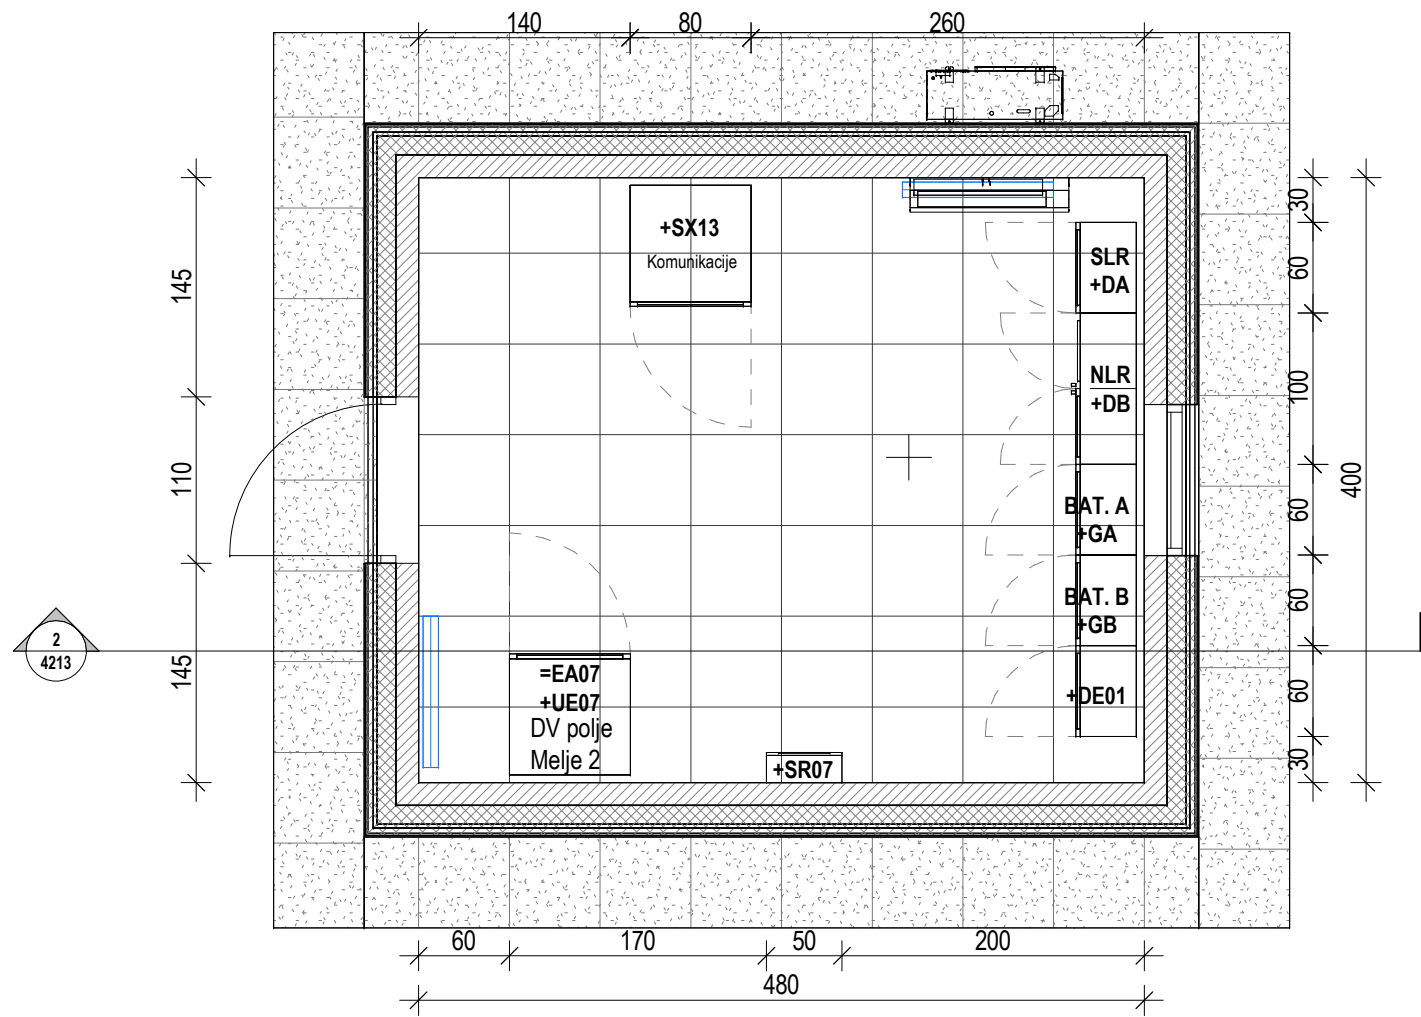 140
80
260
+SX13
Komunikacije
SLR
+DA
NLR
+DB
BAT. A
+GA
BAT. B
+GB
+DE01
=EA07
+UE07
DV polje
Melje 2
+SR07
145
110
145
30
60
100
60
60
60
30
400
2
4213
60
170
50
200
480